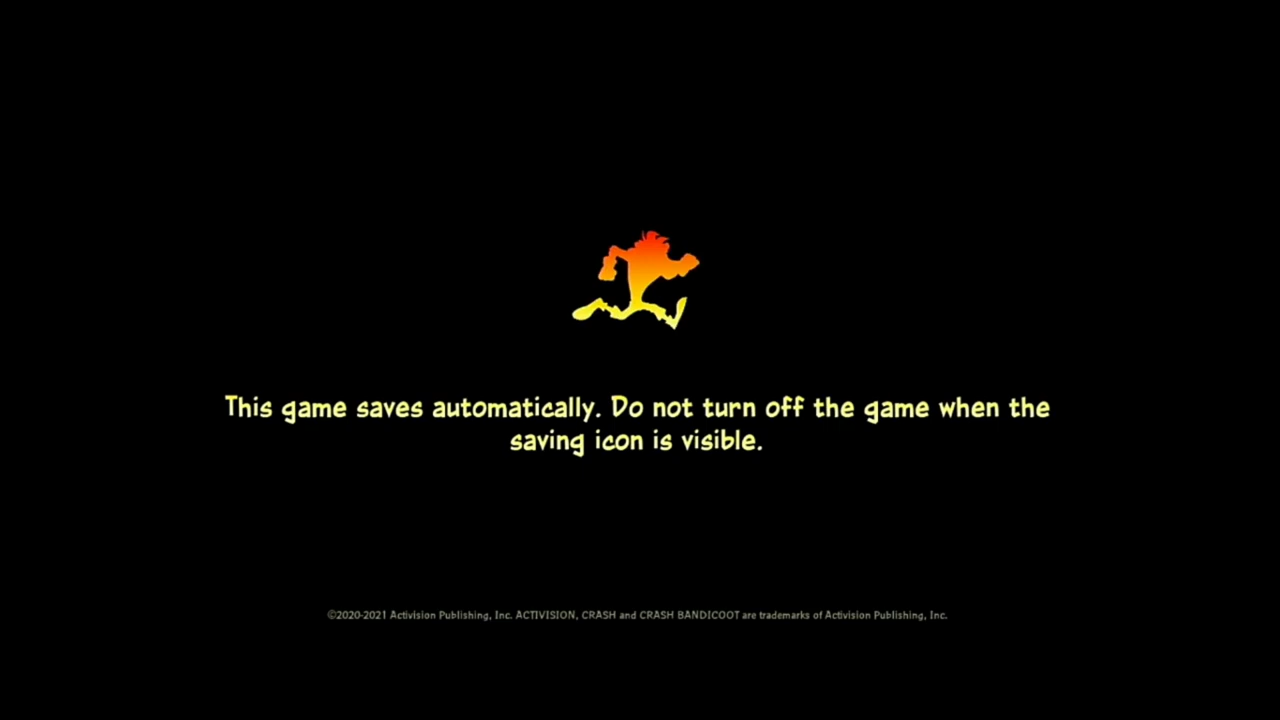 This game saves automatically. Do not turn off the game when the
saving icon is visible.
©2020-2021 Activision Publishing, Inc. ACTIVISION, CRASH and CRASH BANDICOOT are trademarks of Activision Publishing, Inc.